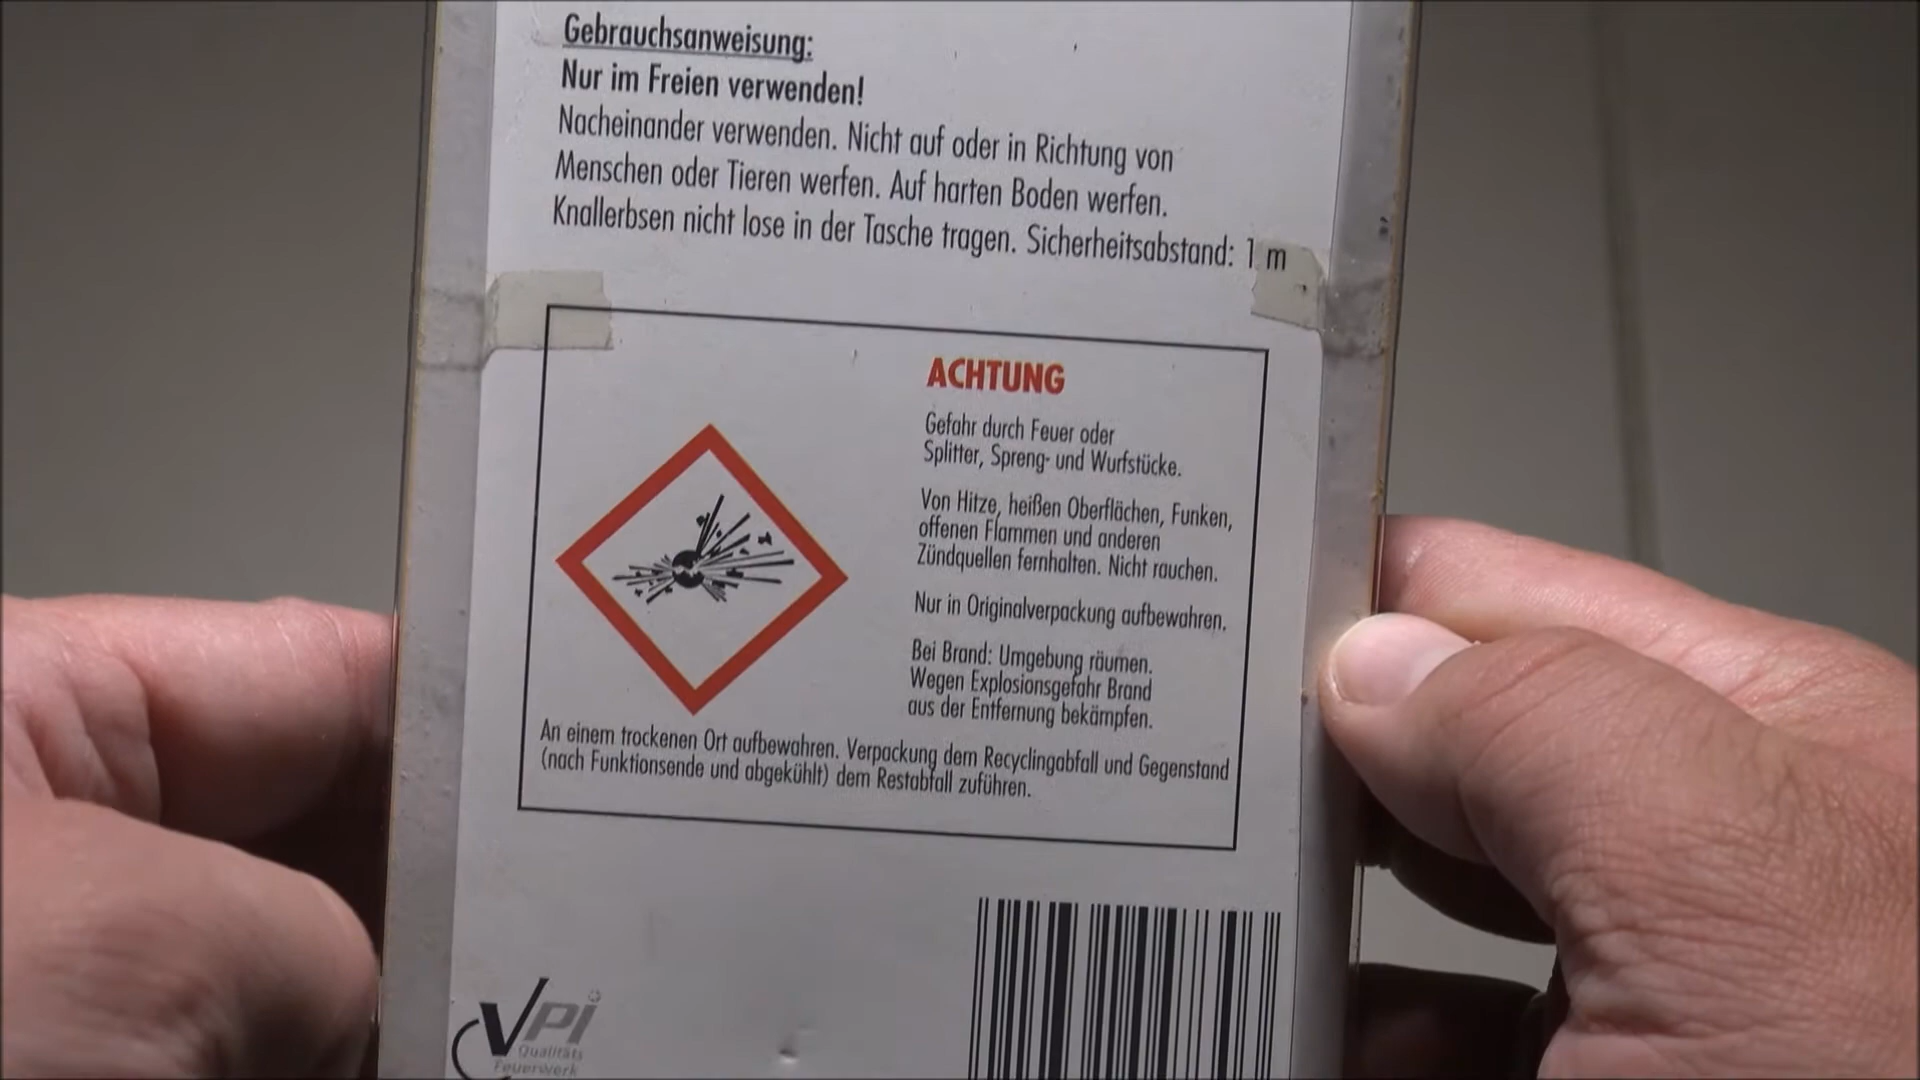 Gebrauchsanweisung:
Nur im Freien verwenden!
Nacheinander verwenden. Nicht auf oder in Richtung von
Menschen oder Tieren werfen. Auf harten Boden werfen.
Knallerbsen nicht lose in der Tasche tragen. Sicherheitsabstand: 1 m
ACHTUNG
Gefahr durch Feuer oder
Splitter, Spreng- und Wurfstücke.
Von Hitze, heißen Oberflächen, Funken,
offenen Flammen und anderen
Zündquellen fernhalten. Nicht rauchen.
Nur in Originalverpackung aufbewahren.
Bei Brand: Umgebung räumen.
Wegen Explosionsgefahr Brand
aus der Entfernung bekämpfen.
An einem trockenen Ort aufbewahren. Verpackung dem Recyclingabfall und Gegenstand
(nach Funktionsende und abgekühlt) dem Restabfall zuführen.
VPi
Qualitäts
Feuerwerk